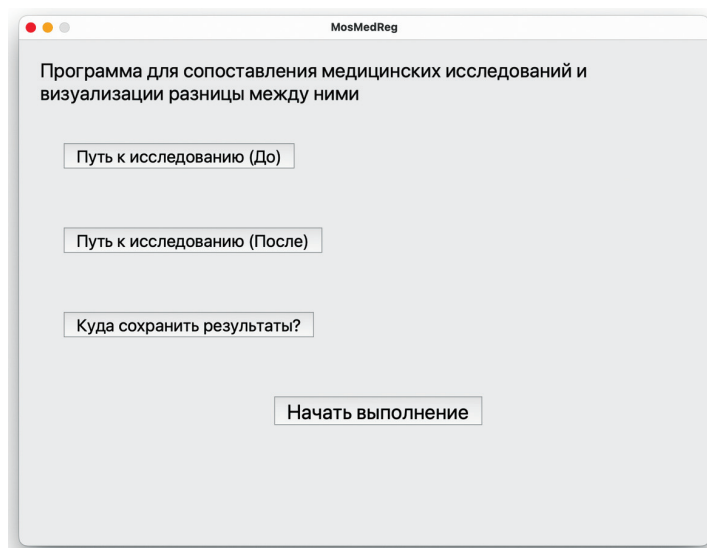 MosMedReg
Программа для сопоставления медицинских исследований и
визуализации разницы между ними
Путь к исследованию (До)
Путь к исследованию (После)
Куда сохранить результаты?
Начать выполнение